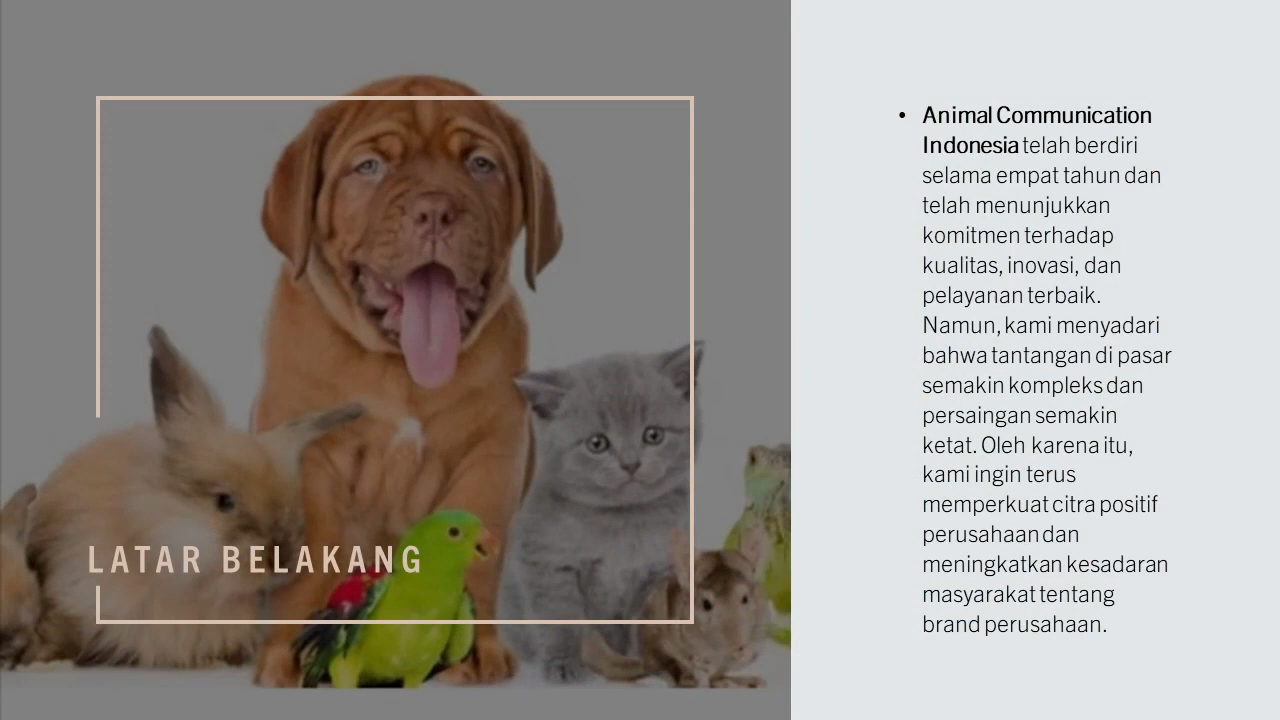 LATAR BELAKANG
• Animal Communication
Indonesia telah berdiri
selama empat tahun dan
telah menunjukkan
komitmen terhadap
kualitas, inovasi, dan
pelayanan terbaik.
Namun, kami menyadari
bahwa tantangan di pasar
semakin kompleks dan
persaingan semakin
ketat. Oleh karena itu,
kami ingin terus
memperkuat citra positif
perusahaan dan
meningkatkan kesadaran
masyarakat tentang
brand perusahaan.